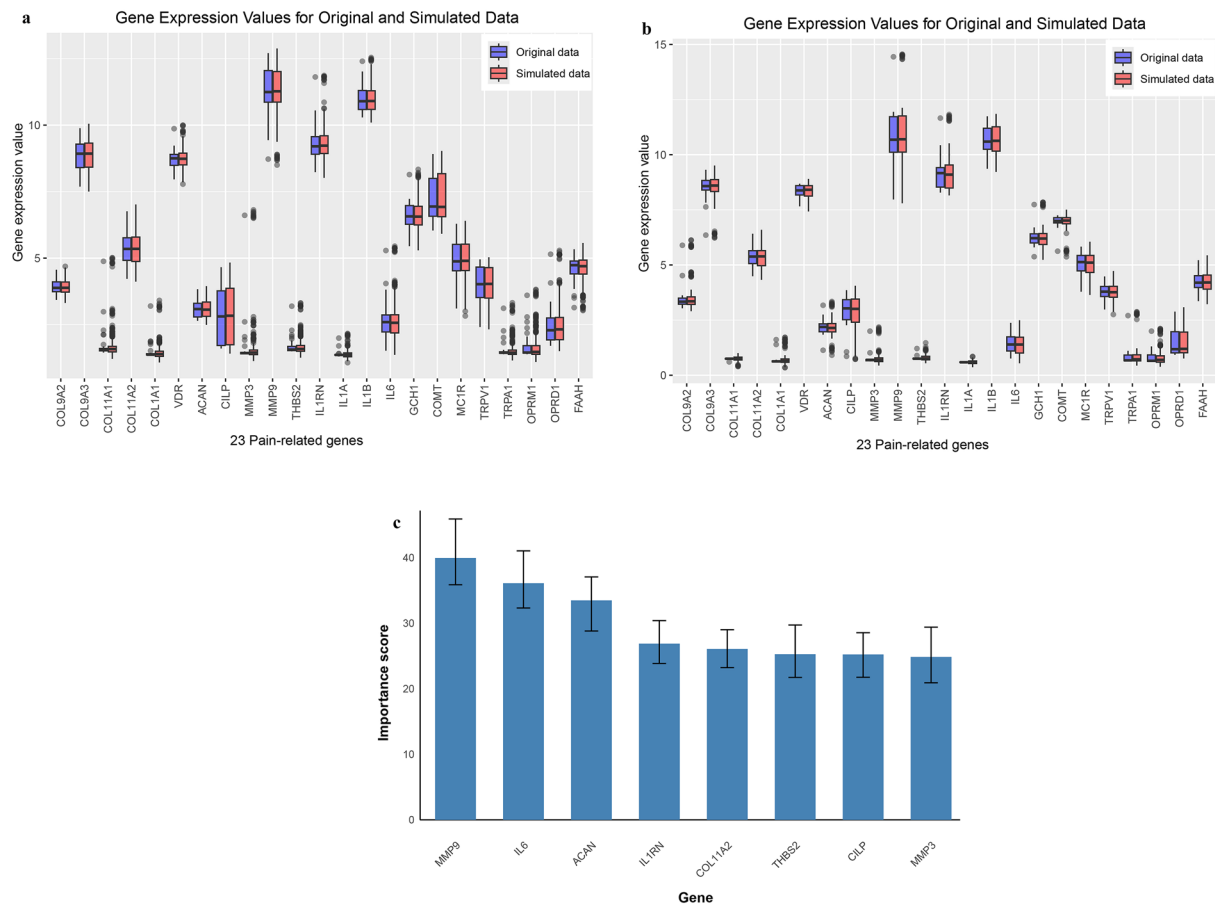 a
Gene Expression Values for Original and Simulated Data
Original data
Simulated data
Gene expression value
10
5
COL9A2
COL9A3
COL11A1
COL11A2
COL1A1
VDR
ACAN
CILP
MMP3
MMP9
THBS2
IL1RN
IL1A
IL1B
IL6
GCH1
COMT
MC1R
TRPV1
TRPA1
OPRM1
OPRD1
FAAH
23 Pain-related genes
b
Gene Expression Values for Original and Simulated Data
Original data
Simulated data
Gene expression value
15
10
5
0
COL9A2
COL9A3
COL11A1
COL11A2
COL1A1
VDR
ACAN
CILP
MMP3
MMP9
THBS2
IL1RN
IL1A
IL1B
IL6
GCH1
COMT
MC1R
TRPV1
TRPA1
OPRM1
OPRD1
FAAH
23 Pain-related genes
c
Importance score
40
30
20
10
0
MMP9
IL6
ACAN
IL1RN
COL11A2
THBS2
CILP
MMP3
Gene